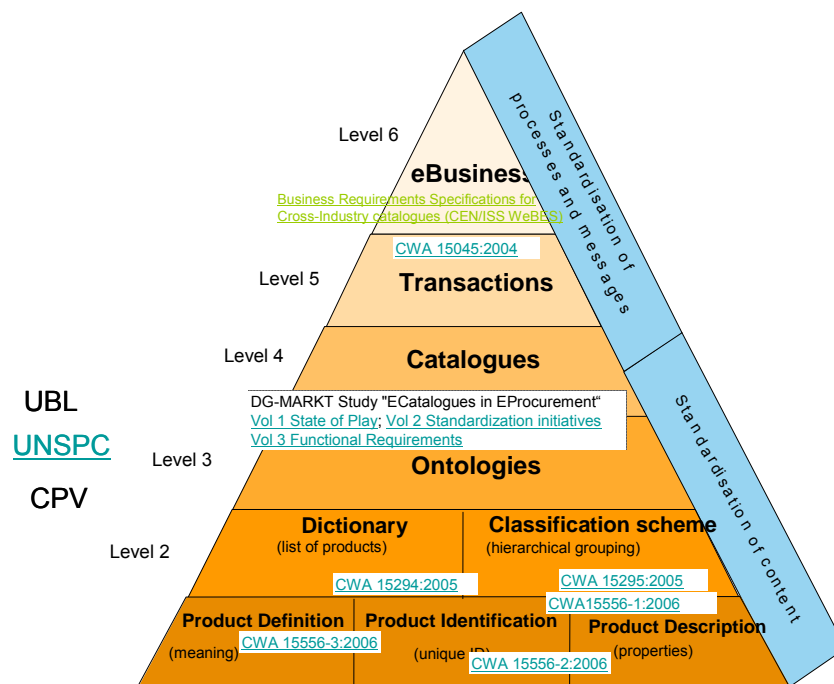 Level 6
Standardisation of
processes and messages
eBusiness
Business Requirements Specifications for
Cross-Industry catalogues (CEN/ISS WeBES)
CWA 15045:2004
Level 5
Transactions
Level 4
Catalogues
UBL
UNSPC
CPV
DG-MARKT Study "ECatalogues in EProcurement“
Vol 1 State of Play; Vol 2 Standardization initiatives
Vol 3 Functional Requirements
Level 3
Ontologies
Standardisation of content
Level 2
Dictionary
(list of products)
Classification scheme
(hierarchical grouping)
CWA 15294:2005
CWA 15295:2005
CWA15556-1:2006
Product Definition
(meaning)
CWA 15556-3:2006
Product Identification
(unique ID)
CWA 15556-2:2006
Product Description
(properties)